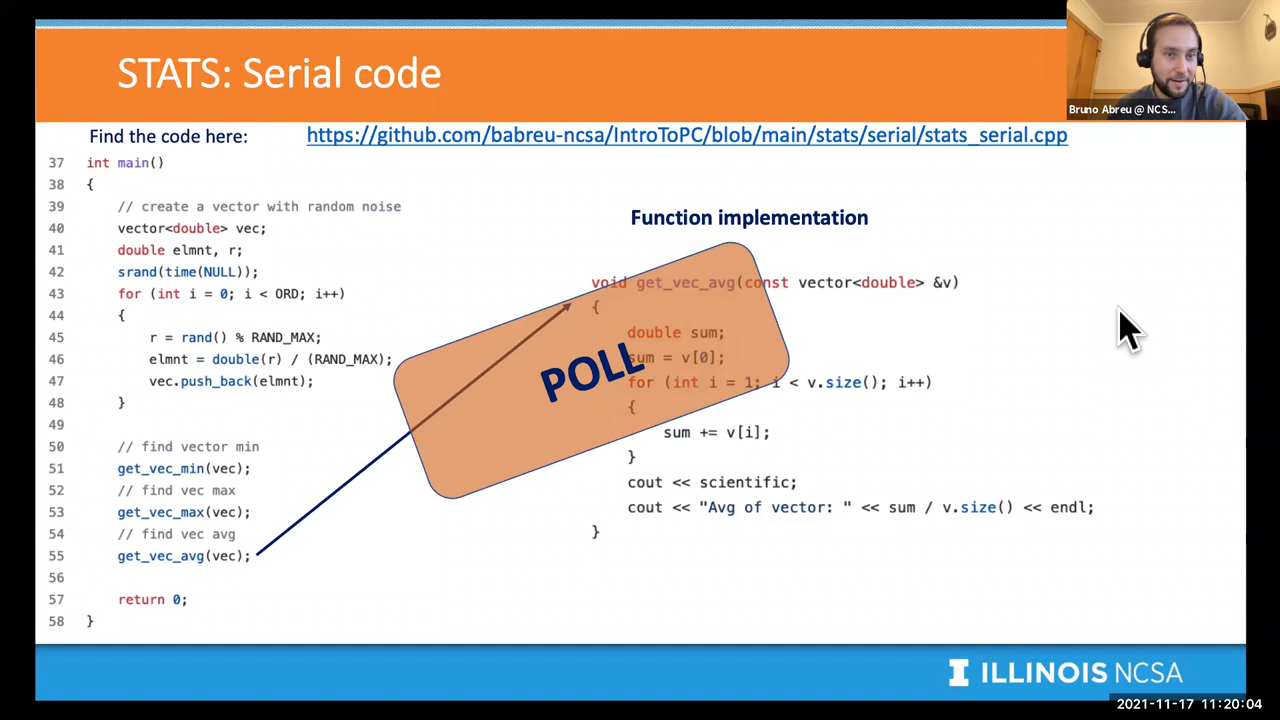 STATS: Serial code
Bruno Abreu @ NCS...
Find the code here: https://github.com/babreu-ncsa/IntroToPC/blob/main/stats/serial/stats_serial.cpp
37 int main()
38 {
39 // create a vector with random noise
40 vector<double> vec;
41 double elmnt, r;
42 srand(time(NULL));
43 for (int i = 0; i < ORD; i++)
44 {
45 r = rand() % RAND_MAX;
46 elmnt = double(r) / (RAND_MAX);
47 vec.push_back(elmnt);
48 }
49
50 // find vector min
51 get_vec_min(vec);
52 // find vec max
53 get_vec_max(vec);
54 // find vec avg
55 get_vec_avg(vec);
56
57 return 0;
58 }
Function implementation
void get_vec_avg(const vector<double> &v)
{
double sum;
sum = v[0];
for (int i = 1; i < v.size(); i++)
{
sum += v[i];
}
cout << scientific;
cout << "Avg of vector: " << sum / v.size() << endl;
}
POLL
ILLINOIS NCSA
2021-11-17 11:20:04